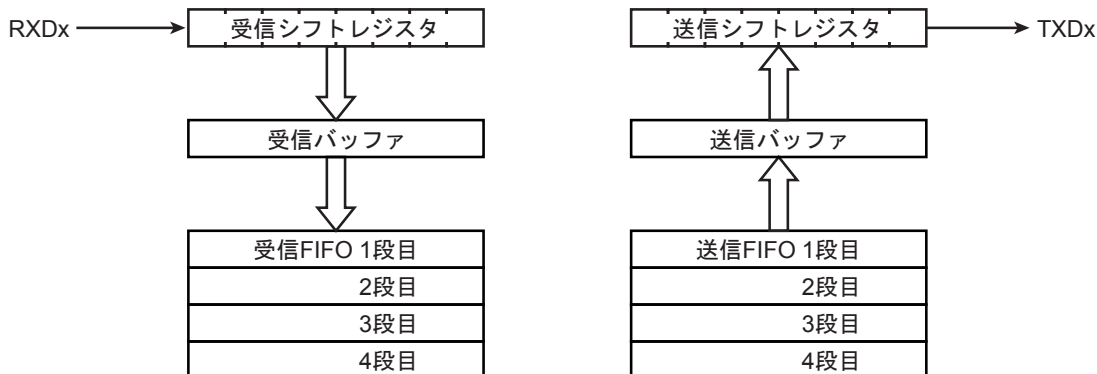 RXDx
受信シフトレジスタ
受信バッファ
受信FIFO 1段目
2段目
3段目
4段目
送信シフトレジスタ
TXDx
送信バッファ
送信FIFO 1段目
2段目
3段目
4段目